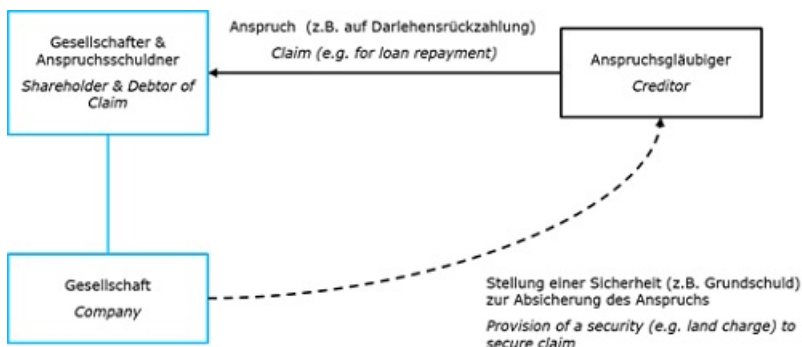 Gesellschafter &
Anspruchsschuldner
Shareholder & Debtor of
Claim
Anspruch (z.B. auf Darlehensrückzahlung)
Claim (e.g. for loan repayment)
Anspruchsgläubiger
Creditor
Gesellschaft
Company
Stellung einer Sicherheit (z.B. Grundschuld)
zur Absicherung des Anspruchs
Provision of a security (e.g. land charge) to
secure claim